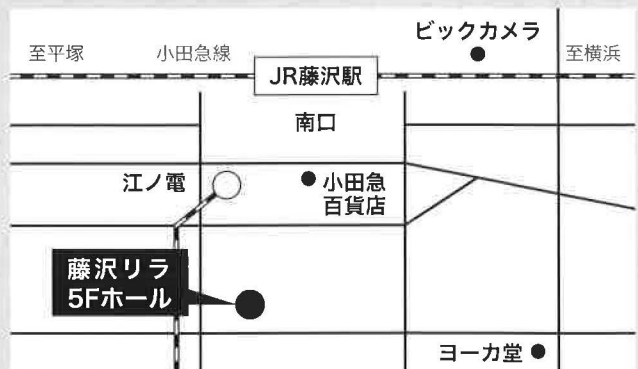 ビックカメラ
至平塚
小田急線
至横浜
JR藤沢駅
南口
江ノ電
小田急
百貨店
藤沢リラ
5Fホール
ヨーカ堂